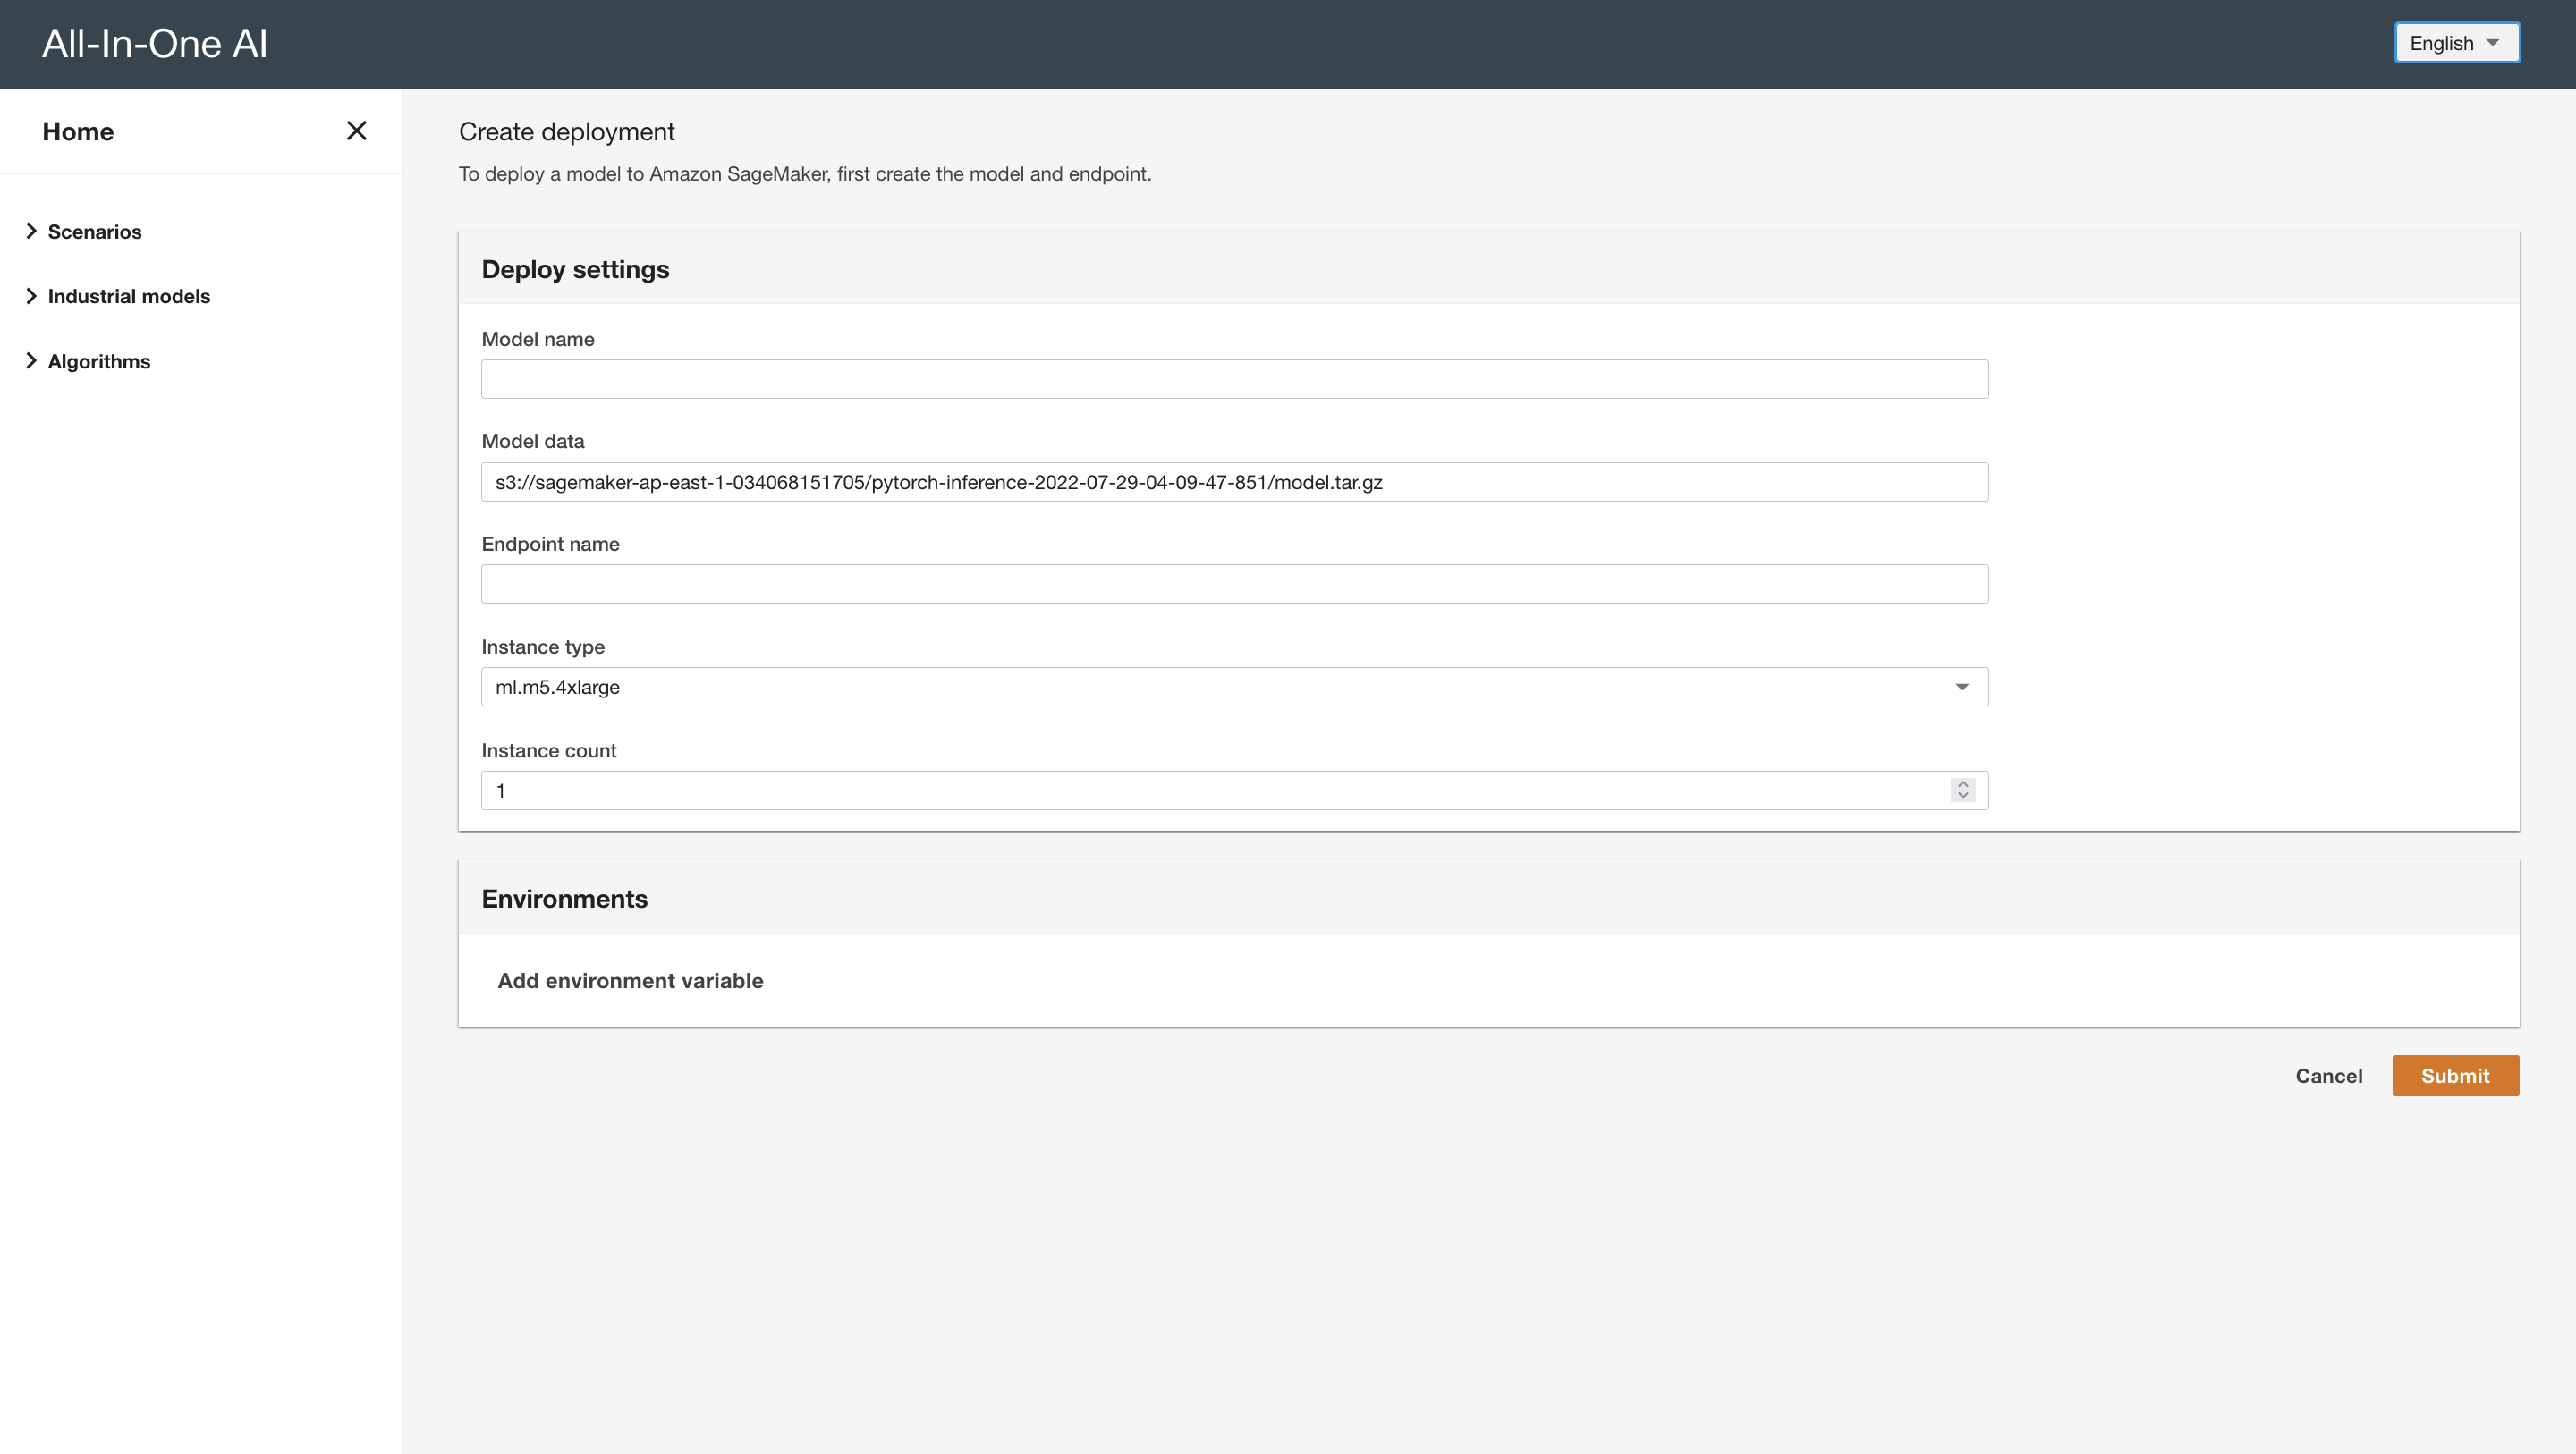 All-In-One AI
English
Home
Scenarios
Industrial models
Algorithms
Create deployment
To deploy a model to Amazon SageMaker, first create the model and endpoint.
Deploy settings
Model name
Model data
s3://sagemaker-ap-east-1-034068151705/pytorch-inference-2022-07-29-04-09-47-851/model.tar.gz
Endpoint name
Instance type
ml.m5.4xlarge
Instance count
1
Environments
Add environment variable
Cancel
Submit